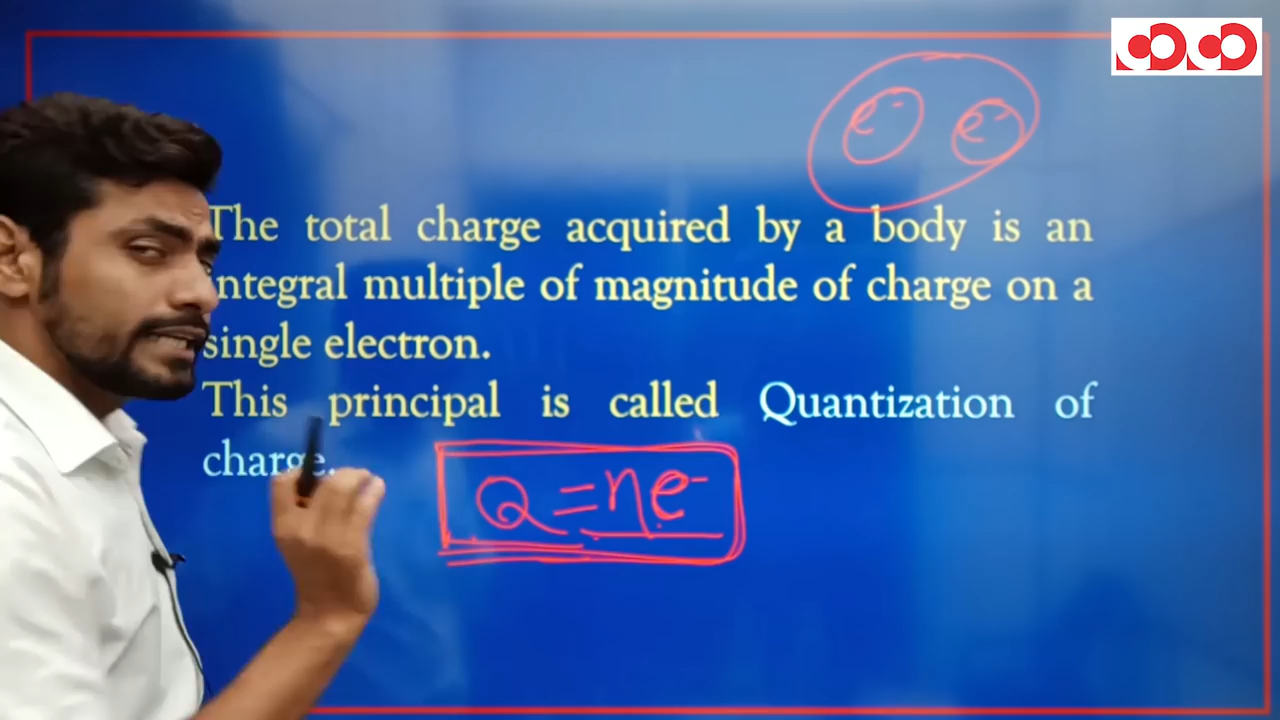 e⁻ e⁻
The total charge acquired by a body is an
integral multiple of magnitude of charge on a
single electron.
This principal is called Quantization of
charge.
Q = ne⁻